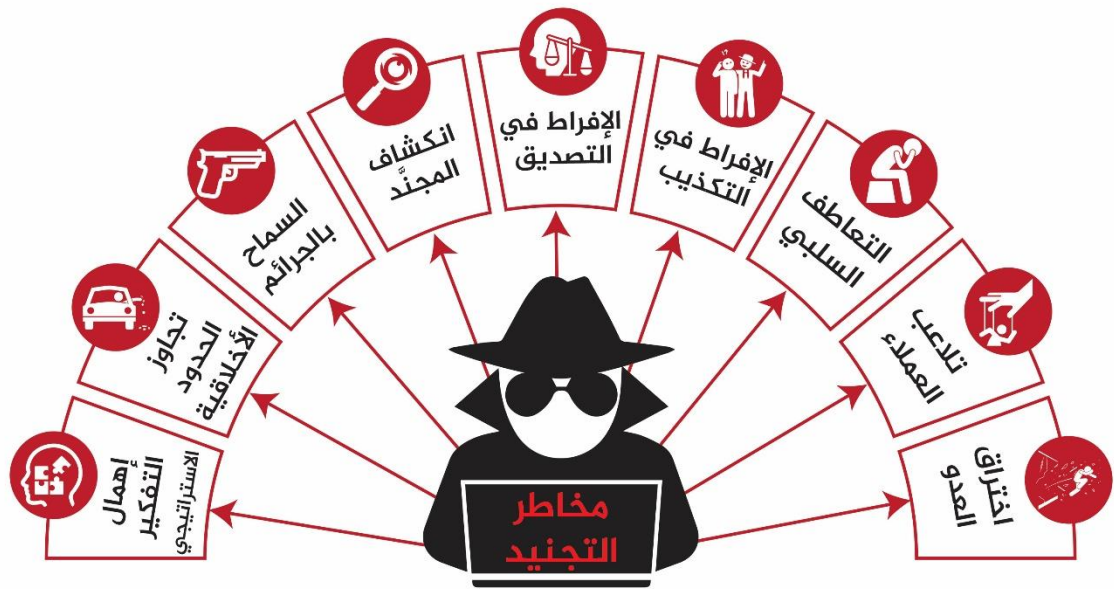 اختراق
العدو
تلاعب
العملاء
التعاطف
السلبي
الإفراط في
التكذيب
الإفراط في
التصديق
انكشاف
المجنَّد
السماح
بالجرائم
تجاوز
الحدود
الأخلاقية
إهمال
التفكير
الاستراتيجي
مخاطر
التجنيد
!?